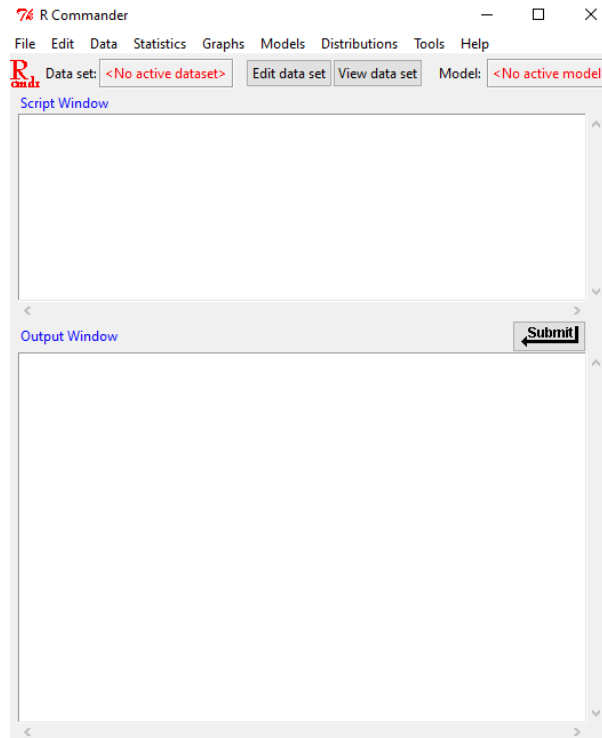 R Commander
File Edit Data Statistics Graphs Models Distributions Tools Help
R cmdr Data set: <No active dataset> Edit data set View data set Model: <No active model
Script Window
Output Window Submit